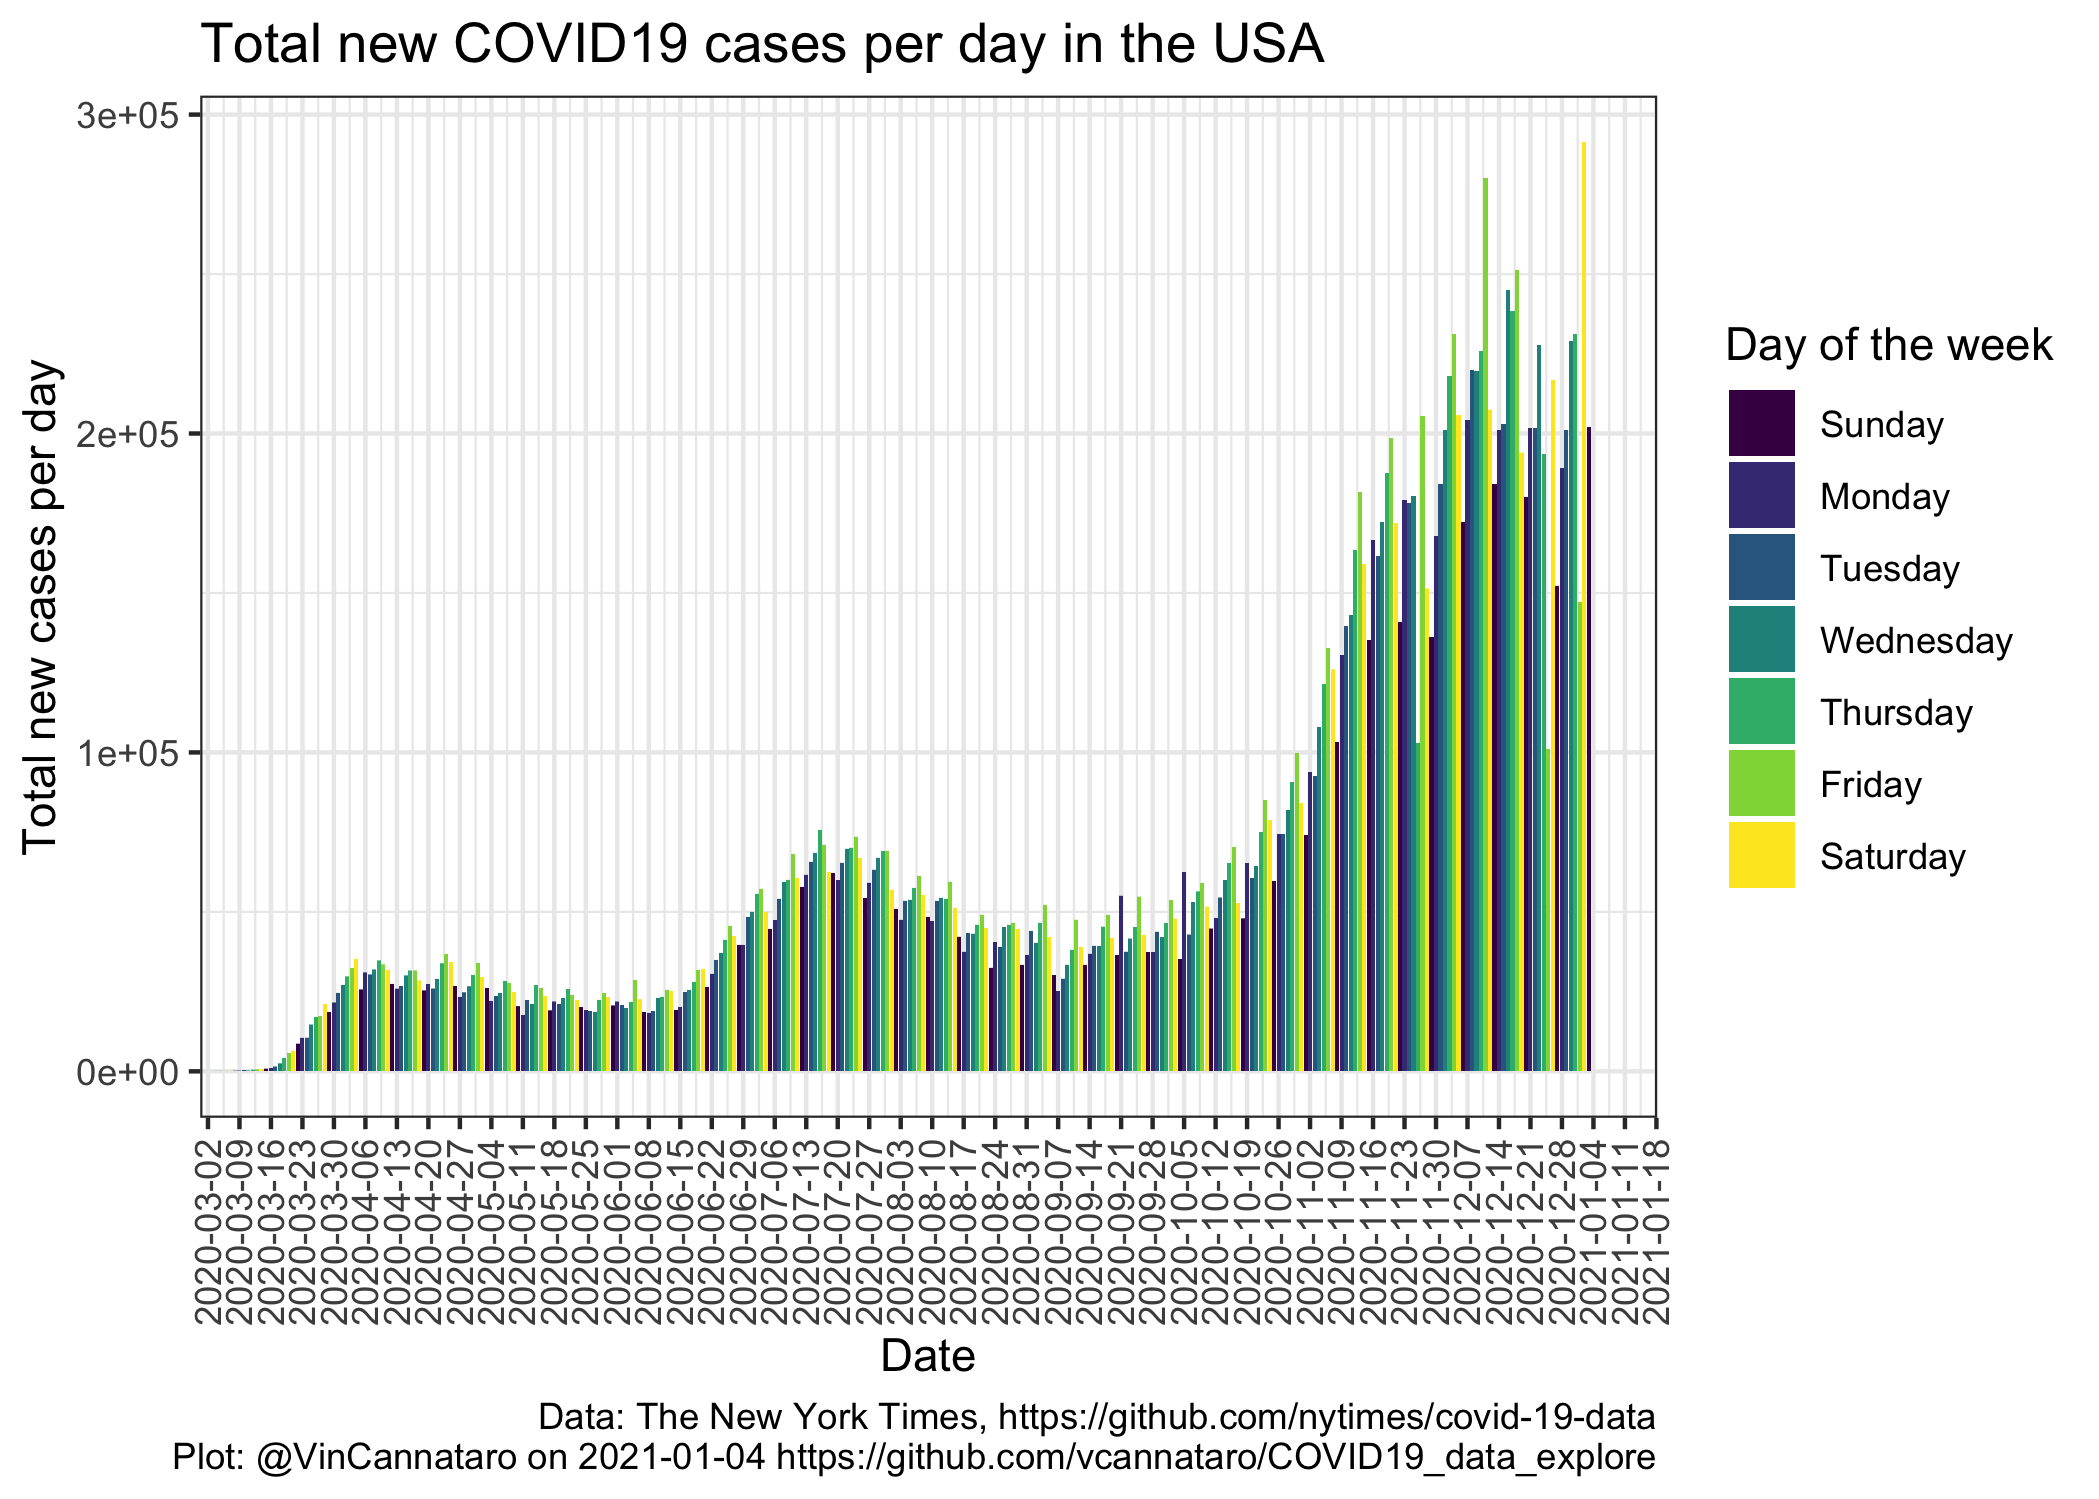 Total new COVID19 cases per day in the USA
Total new cases per day
3e+05
2e+05
1e+05
0e+00
2020-03-02
2020-03-09
2020-03-16
2020-03-23
2020-03-30
2020-04-06
2020-04-13
2020-04-20
2020-04-27
2020-05-04
2020-05-11
2020-05-18
2020-05-25
2020-06-01
2020-06-08
2020-06-15
2020-06-22
2020-06-29
2020-07-06
2020-07-13
2020-07-20
2020-07-27
2020-08-03
2020-08-10
2020-08-17
2020-08-24
2020-08-31
2020-09-07
2020-09-14
2020-09-21
2020-09-28
2020-10-05
2020-10-12
2020-10-19
2020-10-26
2020-11-02
2020-11-09
2020-11-16
2020-11-23
2020-11-30
2020-12-07
2020-12-14
2020-12-21
2020-12-28
2021-01-04
2021-01-11
2021-01-18
Date
Day of the week
Sunday
Monday
Tuesday
Wednesday
Thursday
Friday
Saturday
Data: The New York Times, https://github.com/nytimes/covid-19-data
Plot: @VinCannataro on 2021-01-04 https://github.com/vcannataro/COVID19_data_explore